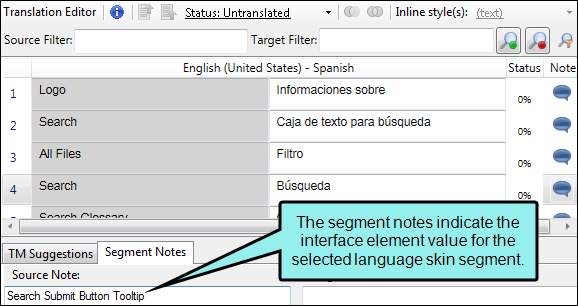 Translation Editor Status: Untranslated Inline style(s): (text)
Source Filter: Target Filter:
English (United States) - Spanish Status Note
1 Logo Informaciones sobre 0%
2 Search Caja de texto para búsqueda 0%
3 All Files Filtro 0%
4 Search Búsqueda 0%
Search Glossary
The segment notes indicate the
interface element value for the
selected language skin segment.
TM Suggestions Segment Notes
Source Note:
Search Submit Button Tooltip